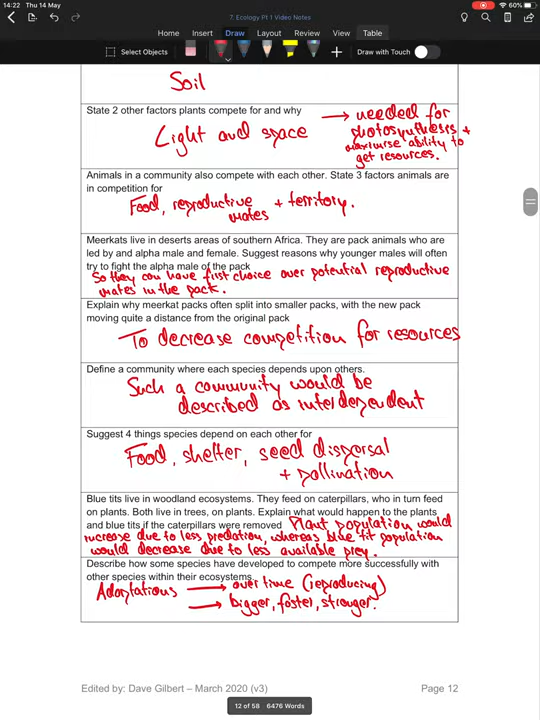 14:22 Thu 14 May
60%
7: Ecology Pt 1 Video Notes
Home Insert Draw Layout Review View Table
Select Objects
Draw with Touch
Soil
State 2 other factors plants compete for and why
Light and space
→ needed for
photosynthesis +
maximise ability to
get resources.
Animals in a community also compete with each other. State 3 factors animals are
in competition for
Food, reproductive + territory.
mates
Meerkats live in deserts areas of southern Africa. They are pack animals who are
led by and alpha male and female. Suggest reasons why younger males will often
try to fight the alpha male of the pack
So they can have first choice over potential reproductive
mates in the pack.
Explain why meerkat packs often split into smaller packs, with the new pack
moving quite a distance from the original pack
To decrease competition for resources
Define a community where each species depends upon others.
Such a community would be
described as interdependent
Suggest 4 things species depend on each other for
Food, shelter, seed dispersal
+ pollination
Blue tits live in woodland ecosystems. They feed on caterpillars, who in turn feed
on plants. Both live in trees, on plants. Explain what would happen to the plants
and blue tits if the caterpillars were removed Plant population would
increase due to less predation, whereas blue tit population
would decrease due to less available prey.
Describe how some species have developed to compete more successfully with
other species within their ecosystems
Adaptations → over time (reproducing)
→ bigger, faster, stronger.
Edited by: Dave Gilbert – March 2020 (v3) Page 12
12 of 58 6476 Words